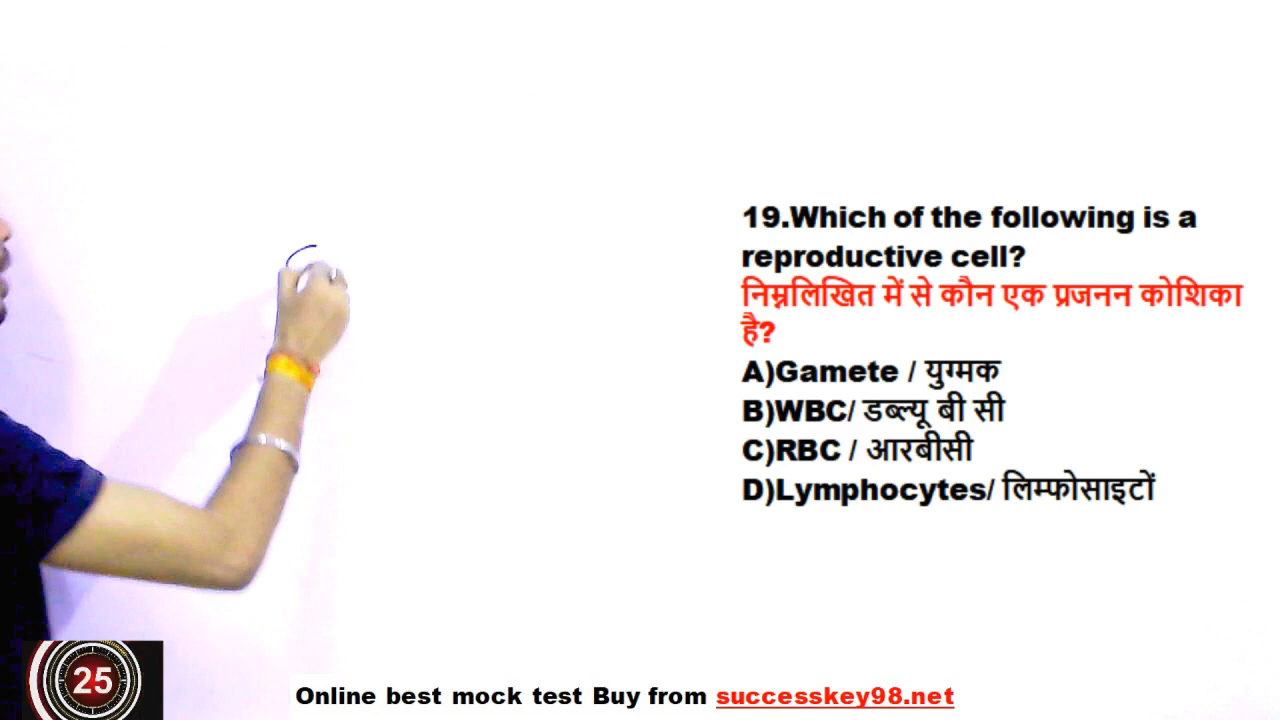 19.Which of the following is a
reproductive cell?
निम्नलिखित में से कौन एक प्रजनन कोशिका
है?
A)Gamete / युग्मक
B)WBC/ डब्ल्यू बी सी
C)RBC / आरबीसी
D)Lymphocytes/ लिम्फोसाइटों
25
Online best mock test Buy from successkey98.net